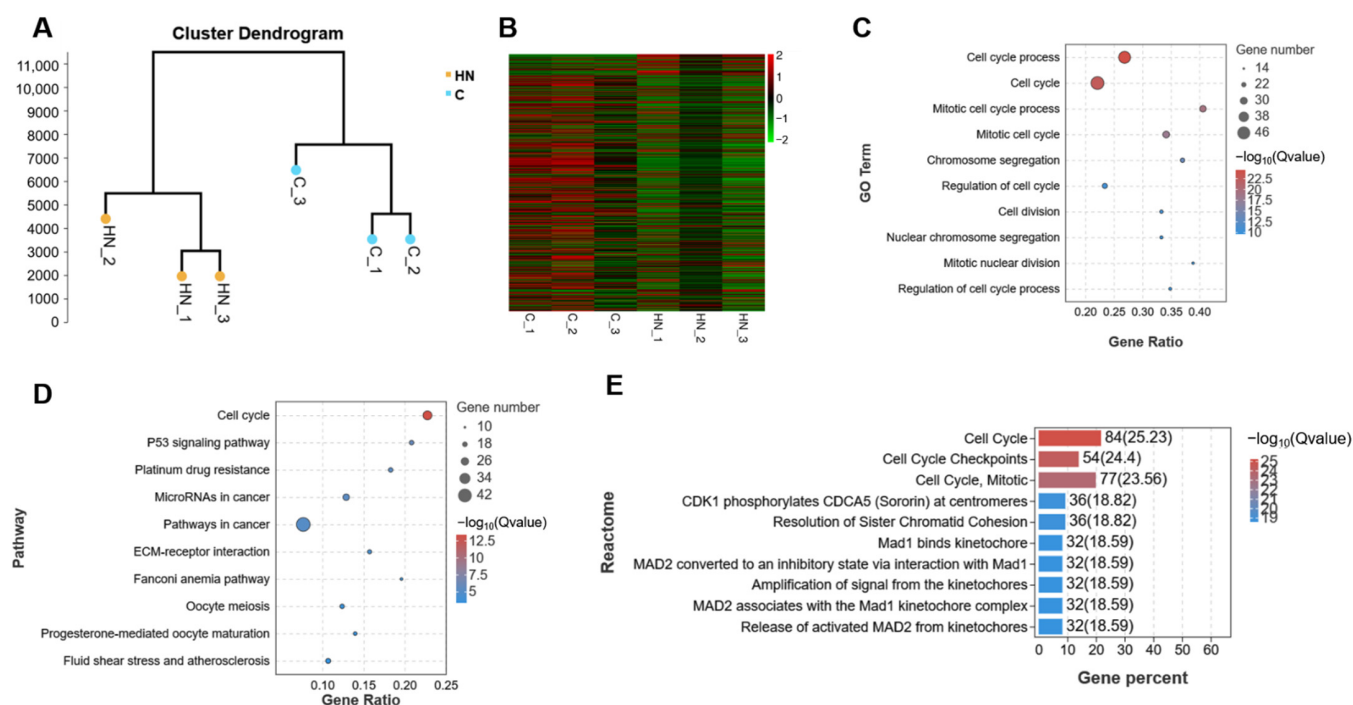 A
Cluster Dendrogram
11,000
10,000
9000
8000
7000
6000
5000
4000
3000
2000
1000
0
HN
C
HN_2
HN_1
HN_3
C_3
C_1
C_2
B
2
1
0
−1
−2
C_1
C_2
C_3
HN_1
HN_2
HN_3
C
GO Term
Cell cycle process
Cell cycle
Mitotic cell cycle process
Mitotic cell cycle
Chromosome segregation
Regulation of cell cycle
Cell division
Nuclear chromosome segregation
Mitotic nuclear division
Regulation of cell cycle process
0.20 0.30 0.40
Gene Ratio
Gene number
14
22
30
38
46
−log10(Qvalue)
22.5
20
17.5
15
12.5
10
D
Pathway
Cell cycle
P53 signaling pathway
Platinum drug resistance
MicroRNAs in cancer
Pathways in cancer
ECM-receptor interaction
Fanconi anemia pathway
Oocyte meiosis
Progesterone-mediated oocyte maturation
Fluid shear stress and atherosclerosis
0.10 0.15 0.20 0.25
Gene Ratio
Gene number
10
18
26
34
42
−log10(Qvalue)
12.5
10
7.5
5
E
Reactome
Cell Cycle 84(25.23)
Cell Cycle Checkpoints 54(24.4)
Cell Cycle, Mitotic 77(23.56)
CDK1 phosphorylates CDCA5 (Sororin) at centromeres 36(18.82)
Resolution of Sister Chromatid Cohesion 36(18.82)
Mad1 binds kinetochore 32(18.59)
MAD2 converted to an inhibitory state via interaction with Mad1 32(18.59)
Amplification of signal from the kinetochores 32(18.59)
MAD2 associates with the Mad1 kinetochore complex 32(18.59)
Release of activated MAD2 from kinetochores 32(18.59)
0 10 20 30 40 50 60
Gene percent
−log10(Qvalue)
25
24
23
22
21
20
19